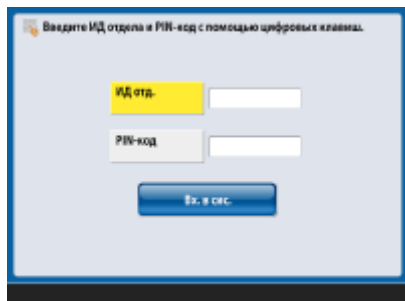 Введите ИД отдела и PIN-код с помощью цифровых клавиш.
ИД отд.
PIN-код
Вх. в сис.